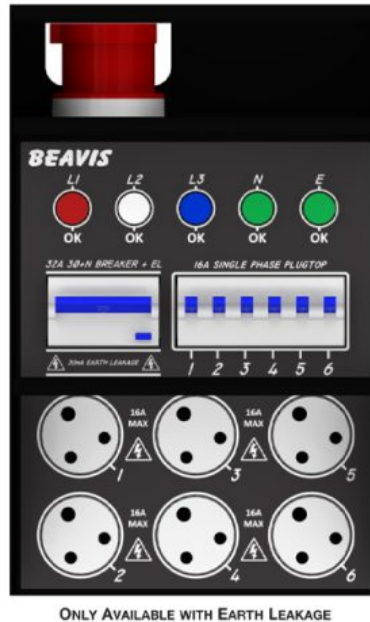 BEAVIS
L1 L2 L3 N E
OK OK OK OK OK
32A 3Ø+N BREAKER + EL
16A SINGLE PHASE PLUGTOP
30mA EARTH LEAKAGE
1 2 3 4 5 6
16A MAX 16A MAX
1 3 5
16A MAX 16A MAX
2 4 6
ONLY AVAILABLE WITH EARTH LEAKAGE